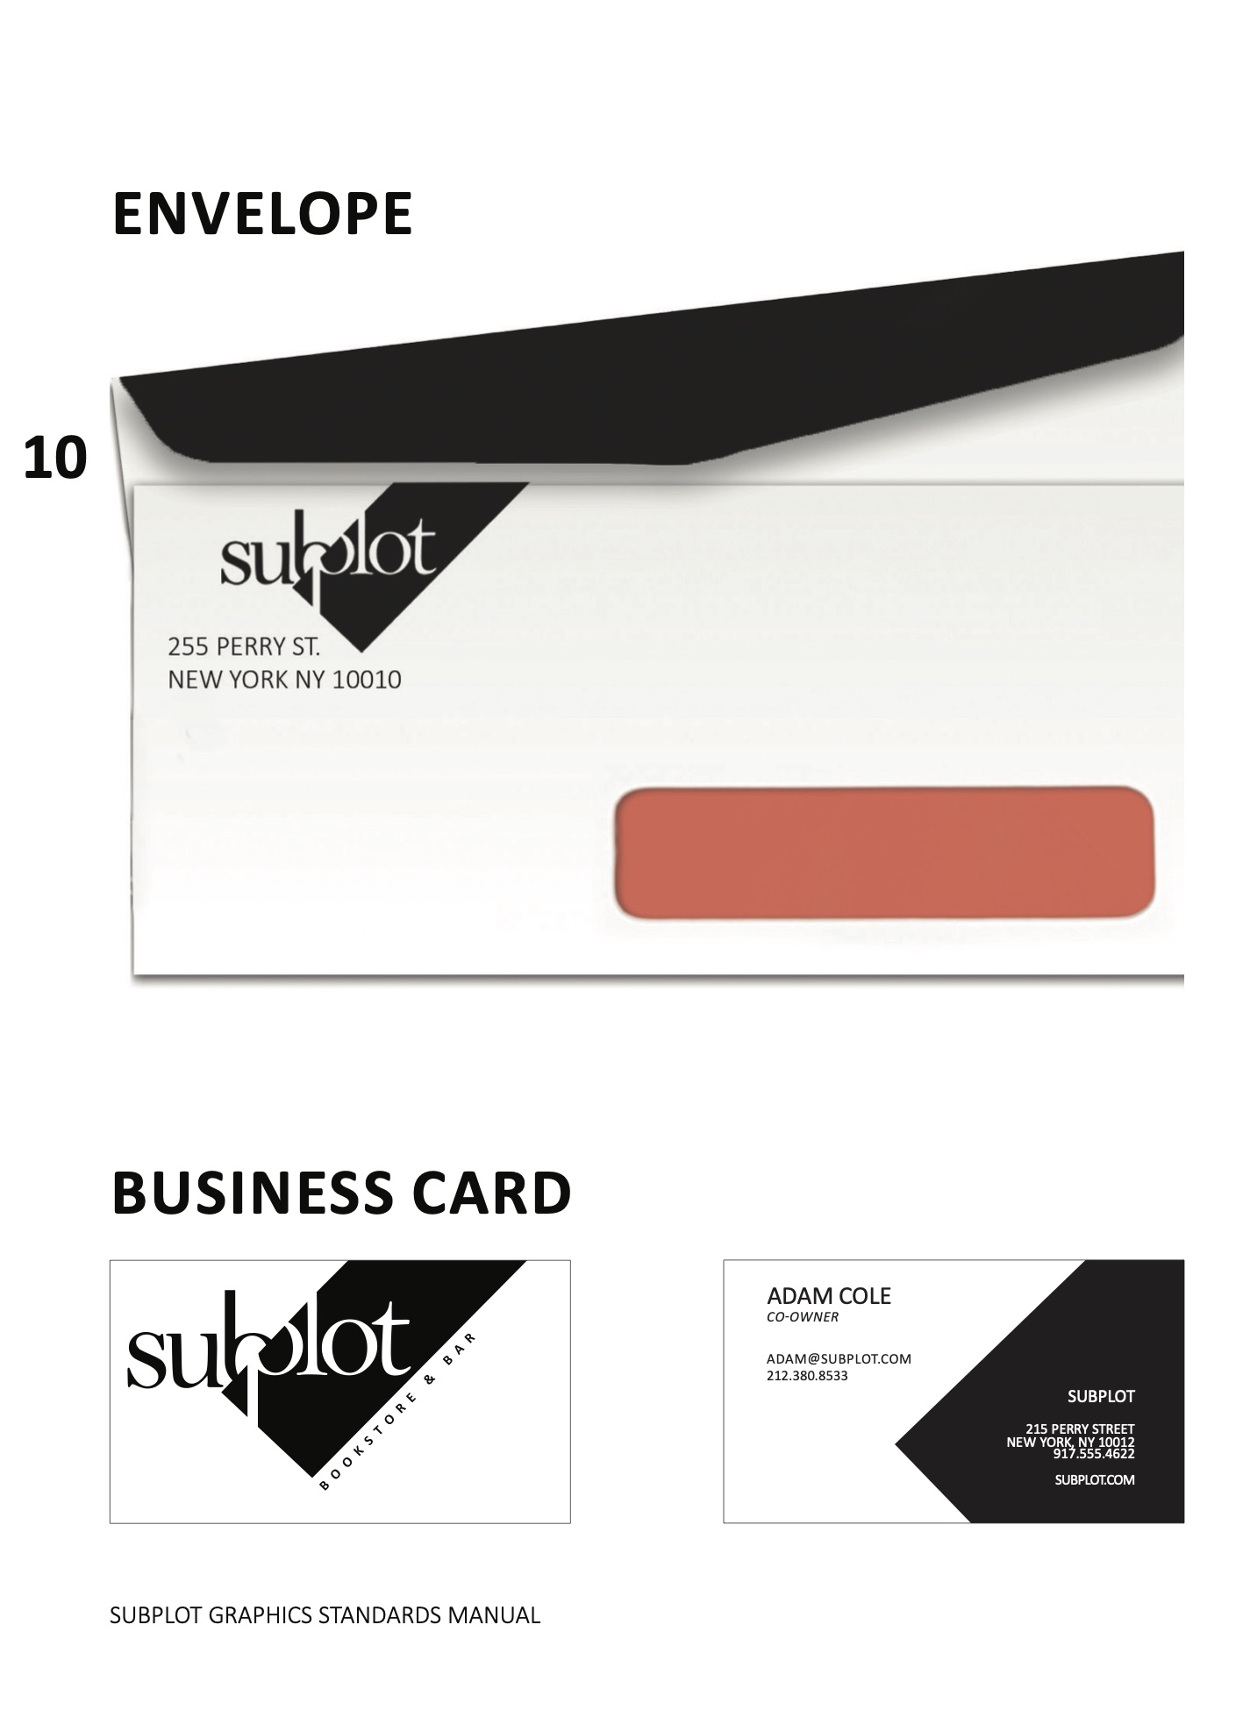 ENVELOPE
10
subplot
255 PERRY ST.
NEW YORK NY 10010
BUSINESS CARD
subplot
BOOKSTORE & BAR
ADAM COLE
CO-OWNER
ADAM@SUBPLOT.COM
212.380.8533
SUBPLOT
215 PERRY STREET
NEW YORK, NY 10012
917.555.4622
SUBPLOT.COM
SUBPLOT GRAPHICS STANDARDS MANUAL